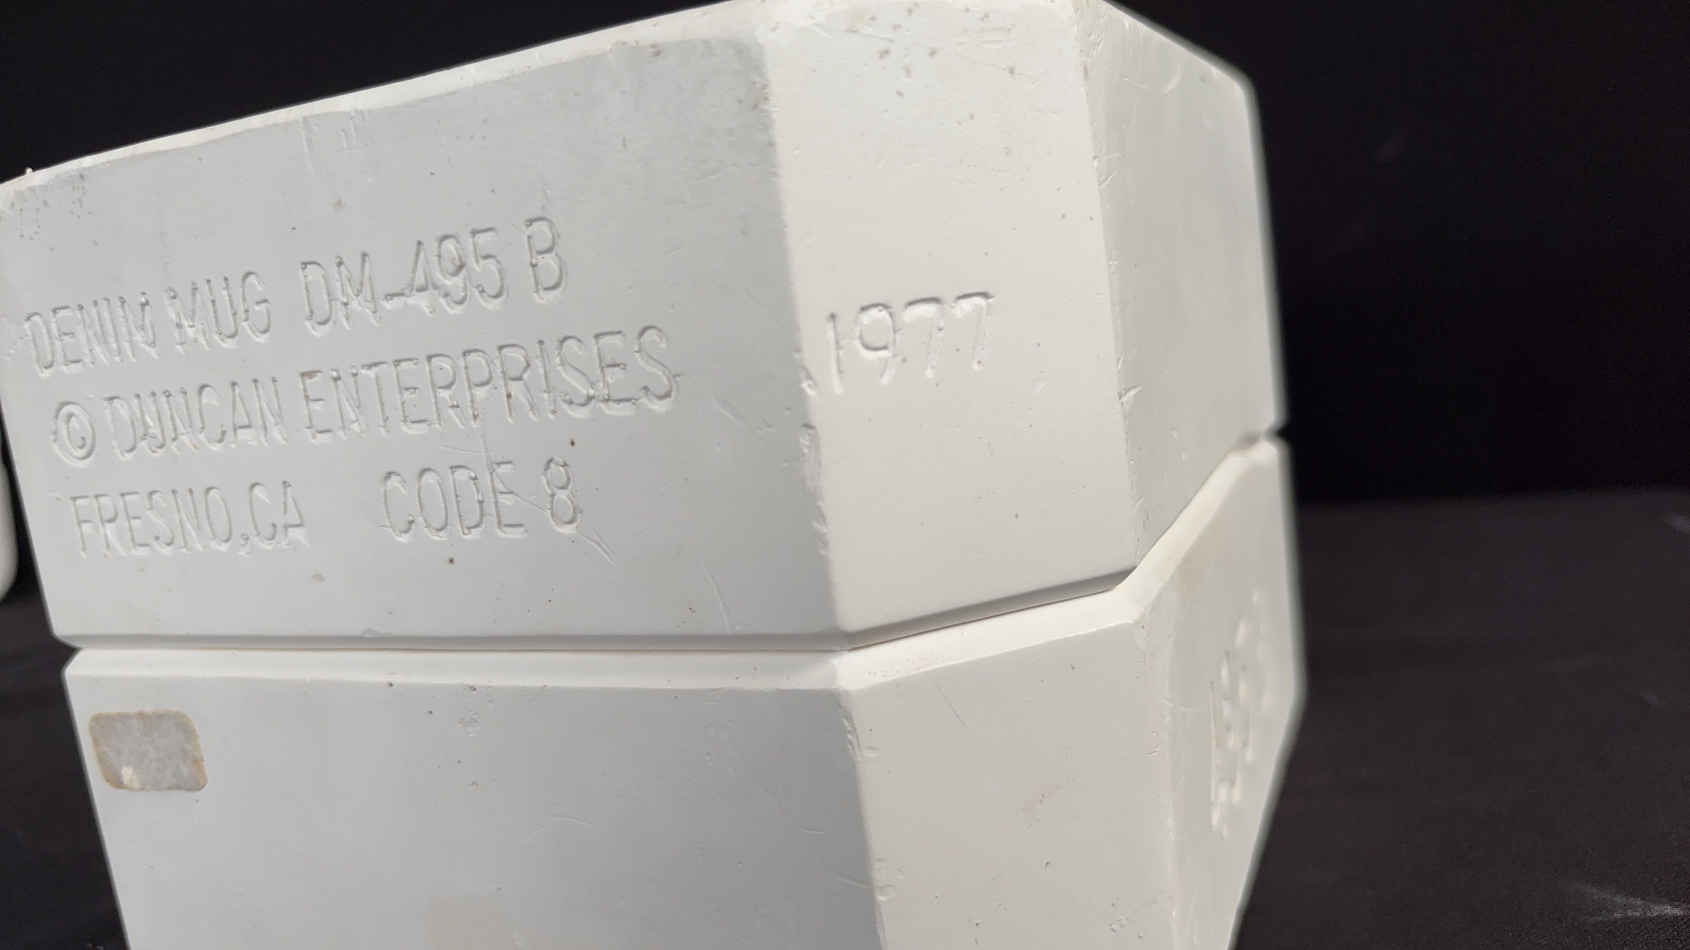 DENIM MUG DM-495 B
© DUNCAN ENTERPRISES
FRESNO, CA CODE 8
1977